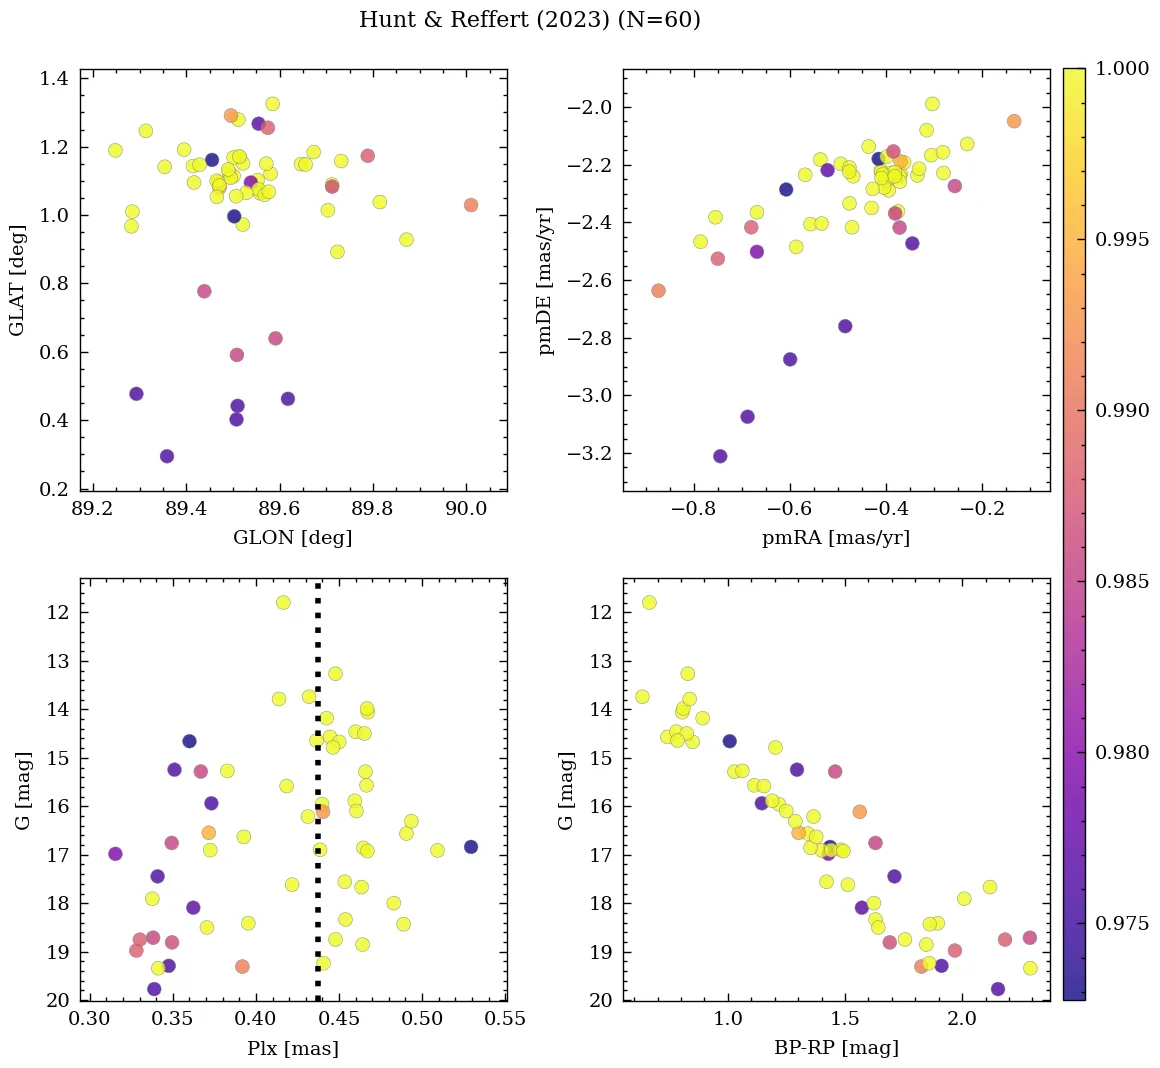 Hunt & Reffert (2023) (N=60)
1.4
1.2
1.0
0.8
0.6
0.4
0.2
GLAT [deg]
89.2 89.4 89.6 89.8 90.0
GLON [deg]
−2.0
−2.2
−2.4
−2.6
−2.8
−3.0
−3.2
pmDE [mas/yr]
−0.8 −0.6 −0.4 −0.2
pmRA [mas/yr]
12
13
14
15
16
17
18
19
20
G [mag]
0.30 0.35 0.40 0.45 0.50 0.55
Plx [mas]
12
13
14
15
16
17
18
19
20
G [mag]
1.0 1.5 2.0
BP-RP [mag]
1.000
0.995
0.990
0.985
0.980
0.975